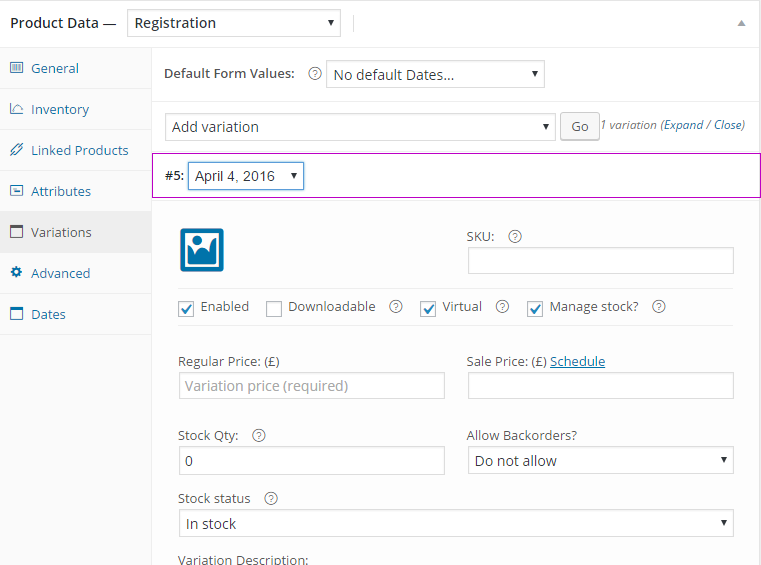 Product Data — Registration
General
Inventory
Linked Products
Attributes
Variations
Advanced
Dates
Default Form Values: ? No default Dates...
Add variation Go 1 variation (Expand / Close)
#5: April 4, 2016
SKU: ?
Enabled Downloadable ? Virtual ? Manage stock? ?
Regular Price: (£) Sale Price: (£) Schedule
Variation price (required)
Stock Qty: ? Allow Backorders?
0 Do not allow
Stock status ?
In stock
Variation Description: